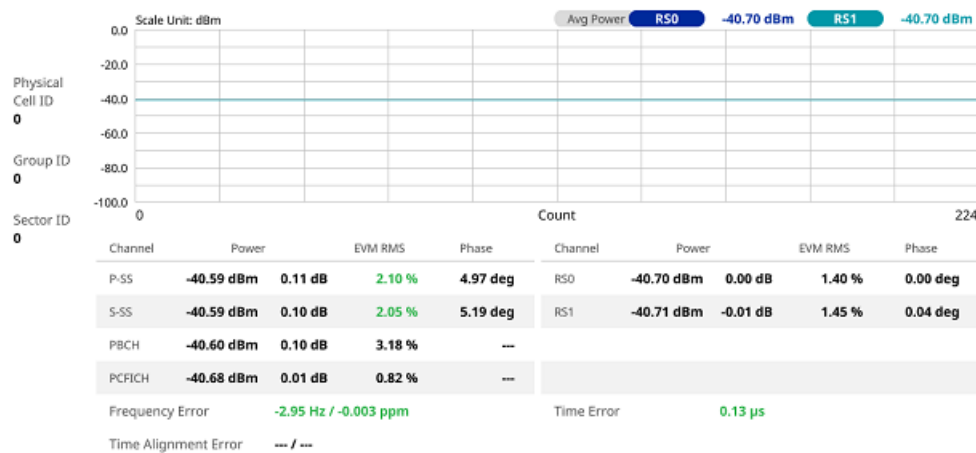 Scale Unit: dBm Avg Power RS0 -40.70 dBm RS1 -40.70 dBm
0.0
-20.0
Physical
Cell ID
0
-40.0
-60.0
Group ID
0
-80.0
-100.0
Sector ID
0
0 Count 224
Channel Power EVM RMS Phase Channel Power EVM RMS Phase
P-SS -40.59 dBm 0.11 dB 2.10 % 4.97 deg RS0 -40.70 dBm 0.00 dB 1.40 % 0.00 deg
S-SS -40.59 dBm 0.10 dB 2.05 % 5.19 deg RS1 -40.71 dBm -0.01 dB 1.45 % 0.04 deg
PBCH -40.60 dBm 0.10 dB 3.18 % ---
PCFICH -40.68 dBm 0.01 dB 0.82 % ---
Frequency Error -2.95 Hz / -0.003 ppm Time Error 0.13 µs
Time Alignment Error --- / ---